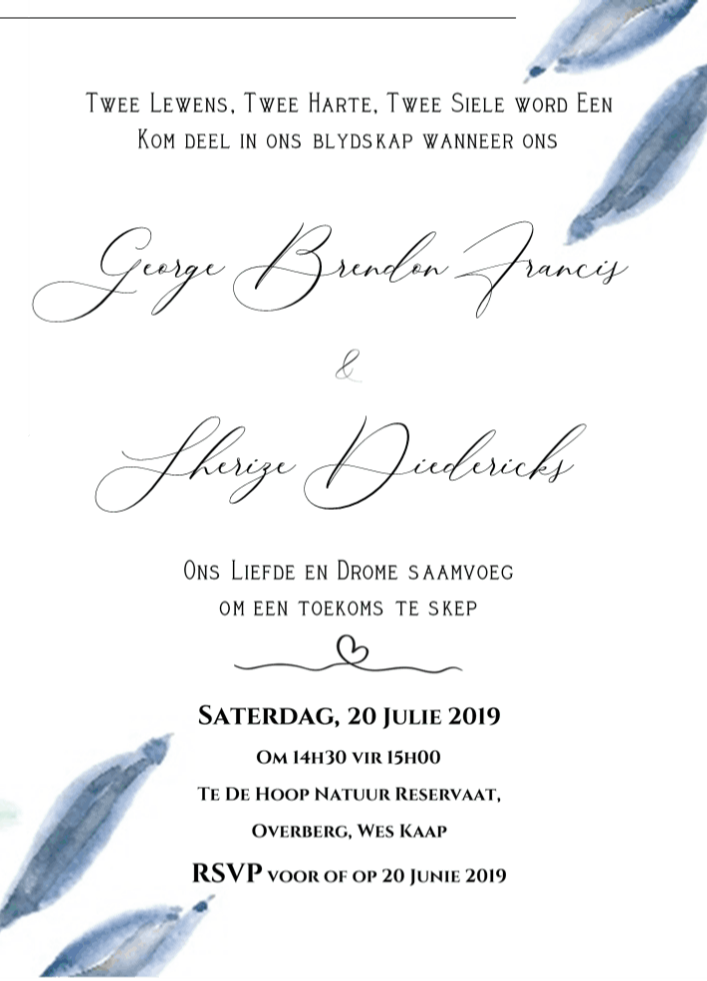 Twee Lewens, Twee Harte, Twee Siele word Een
Kom deel in ons blydskap wanneer ons
George Brendon Francis
&
Sherize Diedericks
Ons Liefde en Drome saamvoeg
om een toekoms te skep
Saterdag, 20 Julie 2019
Om 14h30 vir 15h00
Te De Hoop Natuur Reservaat,
Overberg, Wes Kaap
RSVP voor of op 20 Junie 2019